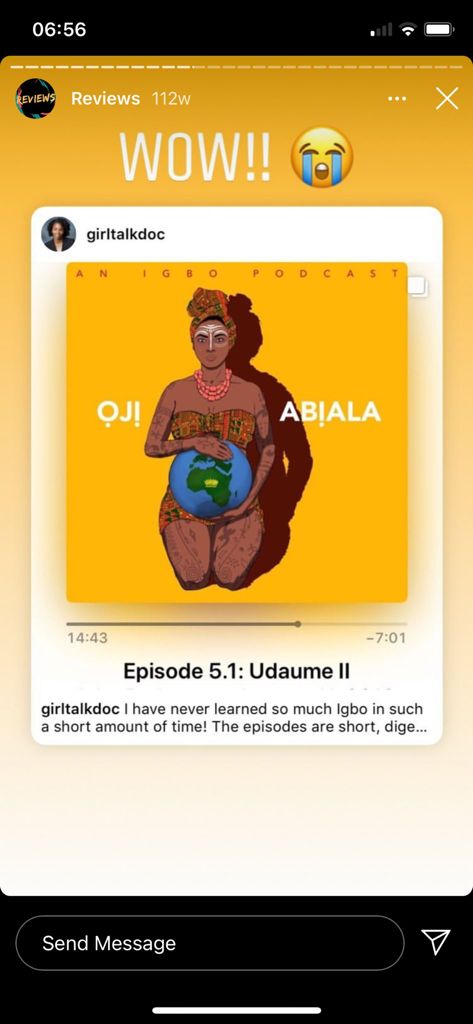 06:56
REVIEWS
Reviews 112w
WOW!! 😭
girltalkdoc
AN IGBO PODCAST
ỌJỊ ABỊALA
14:43 −7:01
Episode 5.1: Udaume II
girltalkdoc I have never learned so much Igbo in such
a short amount of time! The episodes are short, dige...
Send Message